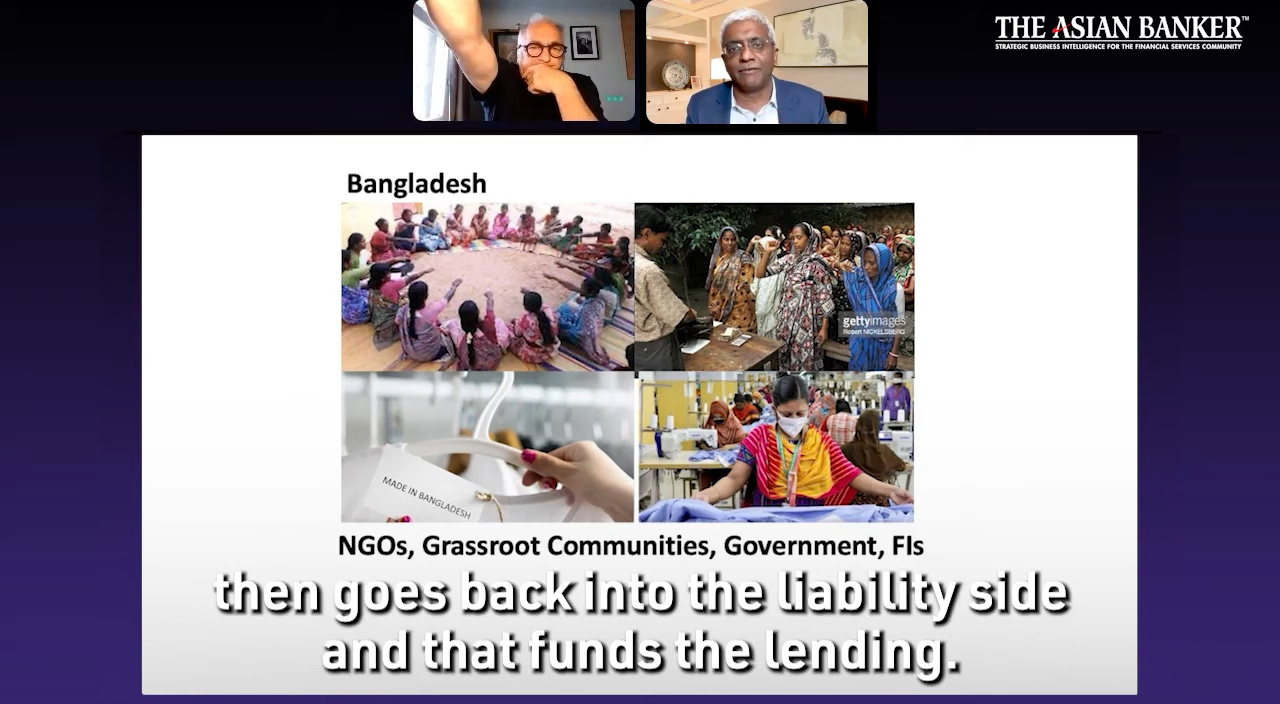 THE ASIAN BANKER™
STRATEGIC BUSINESS INTELLIGENCE FOR THE FINANCIAL SERVICES COMMUNITY
Bangladesh
gettyimages
Robert NICKELSBERG
MADE IN BANGLADESH
NGOs, Grassroot Communities, Government, FIs
then goes back into the liability side
and that funds the lending.